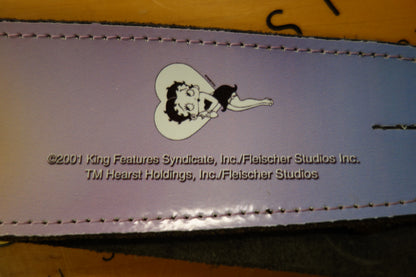 ©2001 King Features Syndicate, Inc./Fleischer Studios Inc.
TM Hearst Holdings, Inc./Fleischer Studios